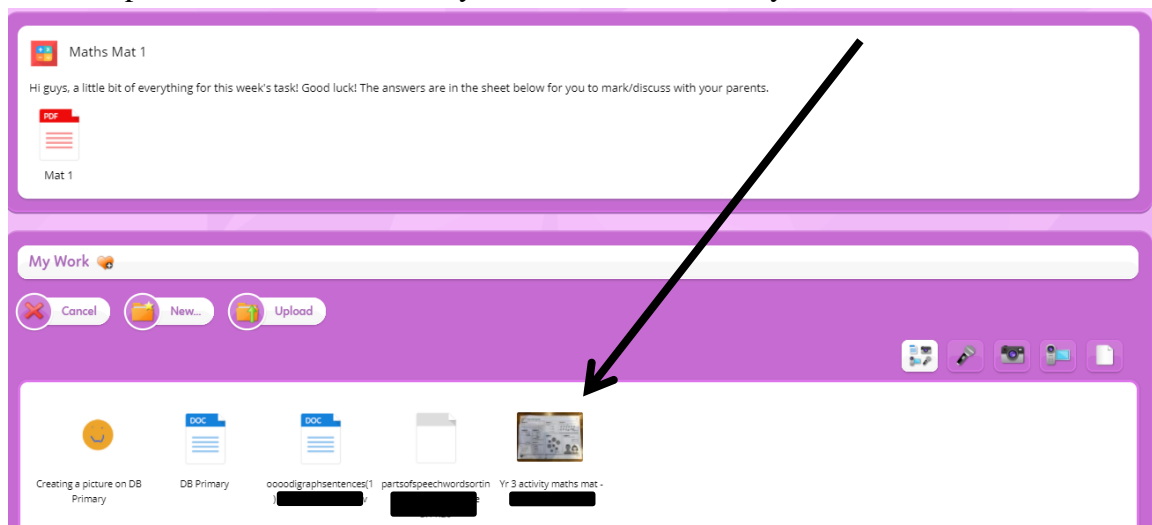 Maths Mat 1
Hi guys, a little bit of everything for this week's task! Good luck! The answers are in the sheet below for you to mark/discuss with your parents.
PDF
Mat 1
My Work
Cancel
New...
Upload
DOC
DOC
Creating a picture on DB
Primary
DB Primary
oooodigraphsentences(1
)
partsofspeechwordsortin
Yr 3 activity maths mat -